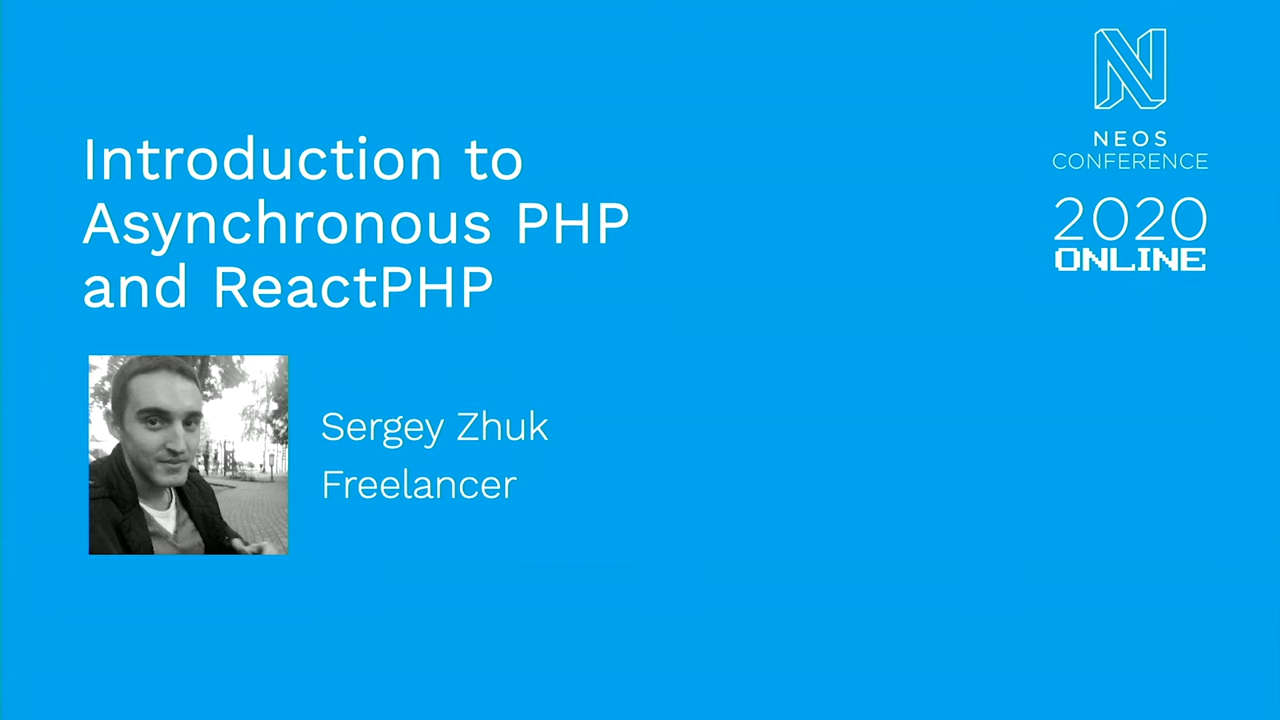 Introduction to
Asynchronous PHP
and ReactPHP
Sergey Zhuk
Freelancer
NEOS
CONFERENCE
2020
ONLINE